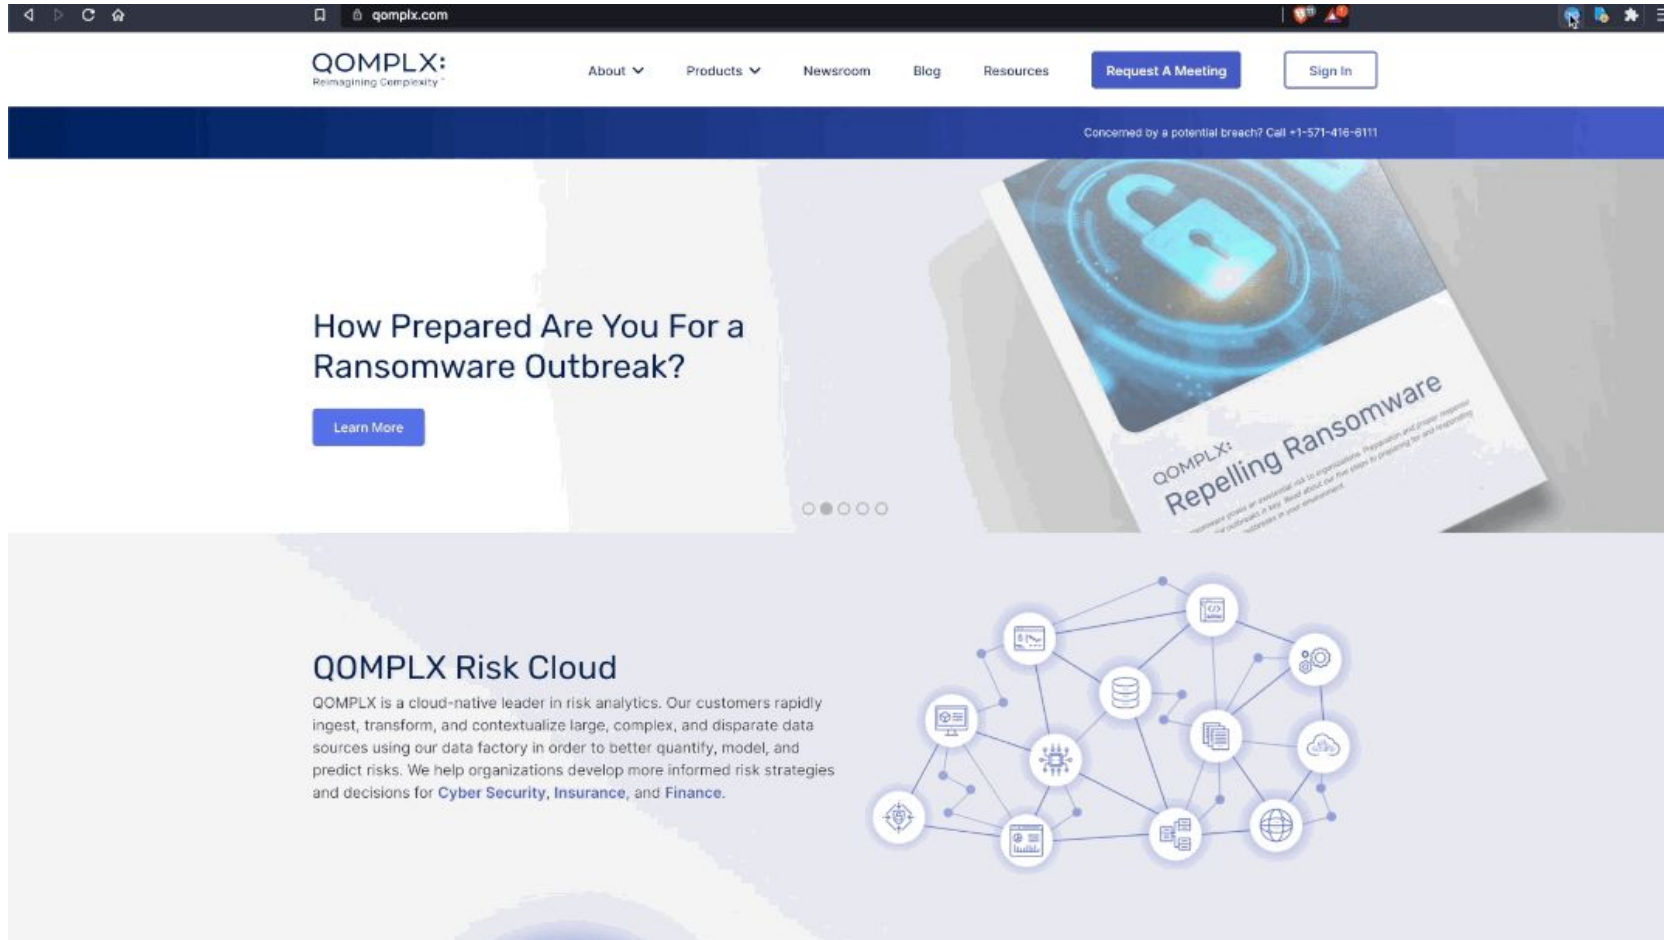 qomplx.com
QOMPLX:
Reimagining Complexity
About
Products
Newsroom
Blog
Resources
Request A Meeting
Sign In
Concerned by a potential breach? Call +1-571-416-6111
How Prepared Are You For a
Ransomware Outbreak?
Learn More
QOMPLX:
Repelling Ransomware
QOMPLX Risk Cloud
QOMPLX is a cloud-native leader in risk analytics. Our customers rapidly
ingest, transform, and contextualize large, complex, and disparate data
sources using our data factory in order to better quantify, model, and
predict risks. We help organizations develop more informed risk strategies
and decisions for Cyber Security, Insurance, and Finance.